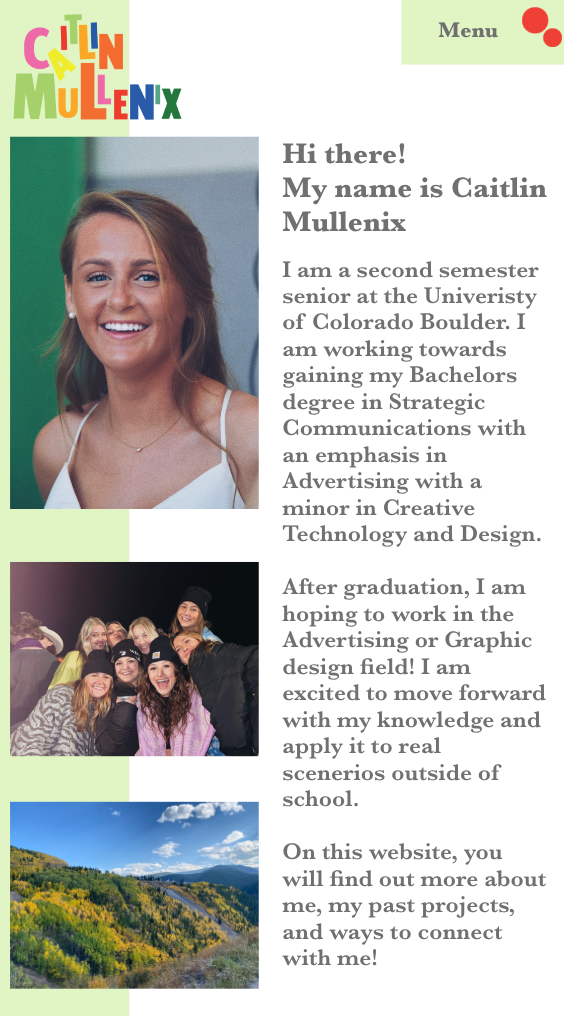 CAITLIN
MULLENIX
Menu
Hi there!
My name is Caitlin
Mullenix
I am a second semester
senior at the Univeristy
of Colorado Boulder. I
am working towards
gaining my Bachelors
degree in Strategic
Communications with
an emphasis in
Advertising with a
minor in Creative
Technology and Design.
After graduation, I am
hoping to work in the
Advertising or Graphic
design field! I am
excited to move forward
with my knowledge and
apply it to real
scenerios outside of
school.
On this website, you
will find out more about
me, my past projects,
and ways to connect
with me!